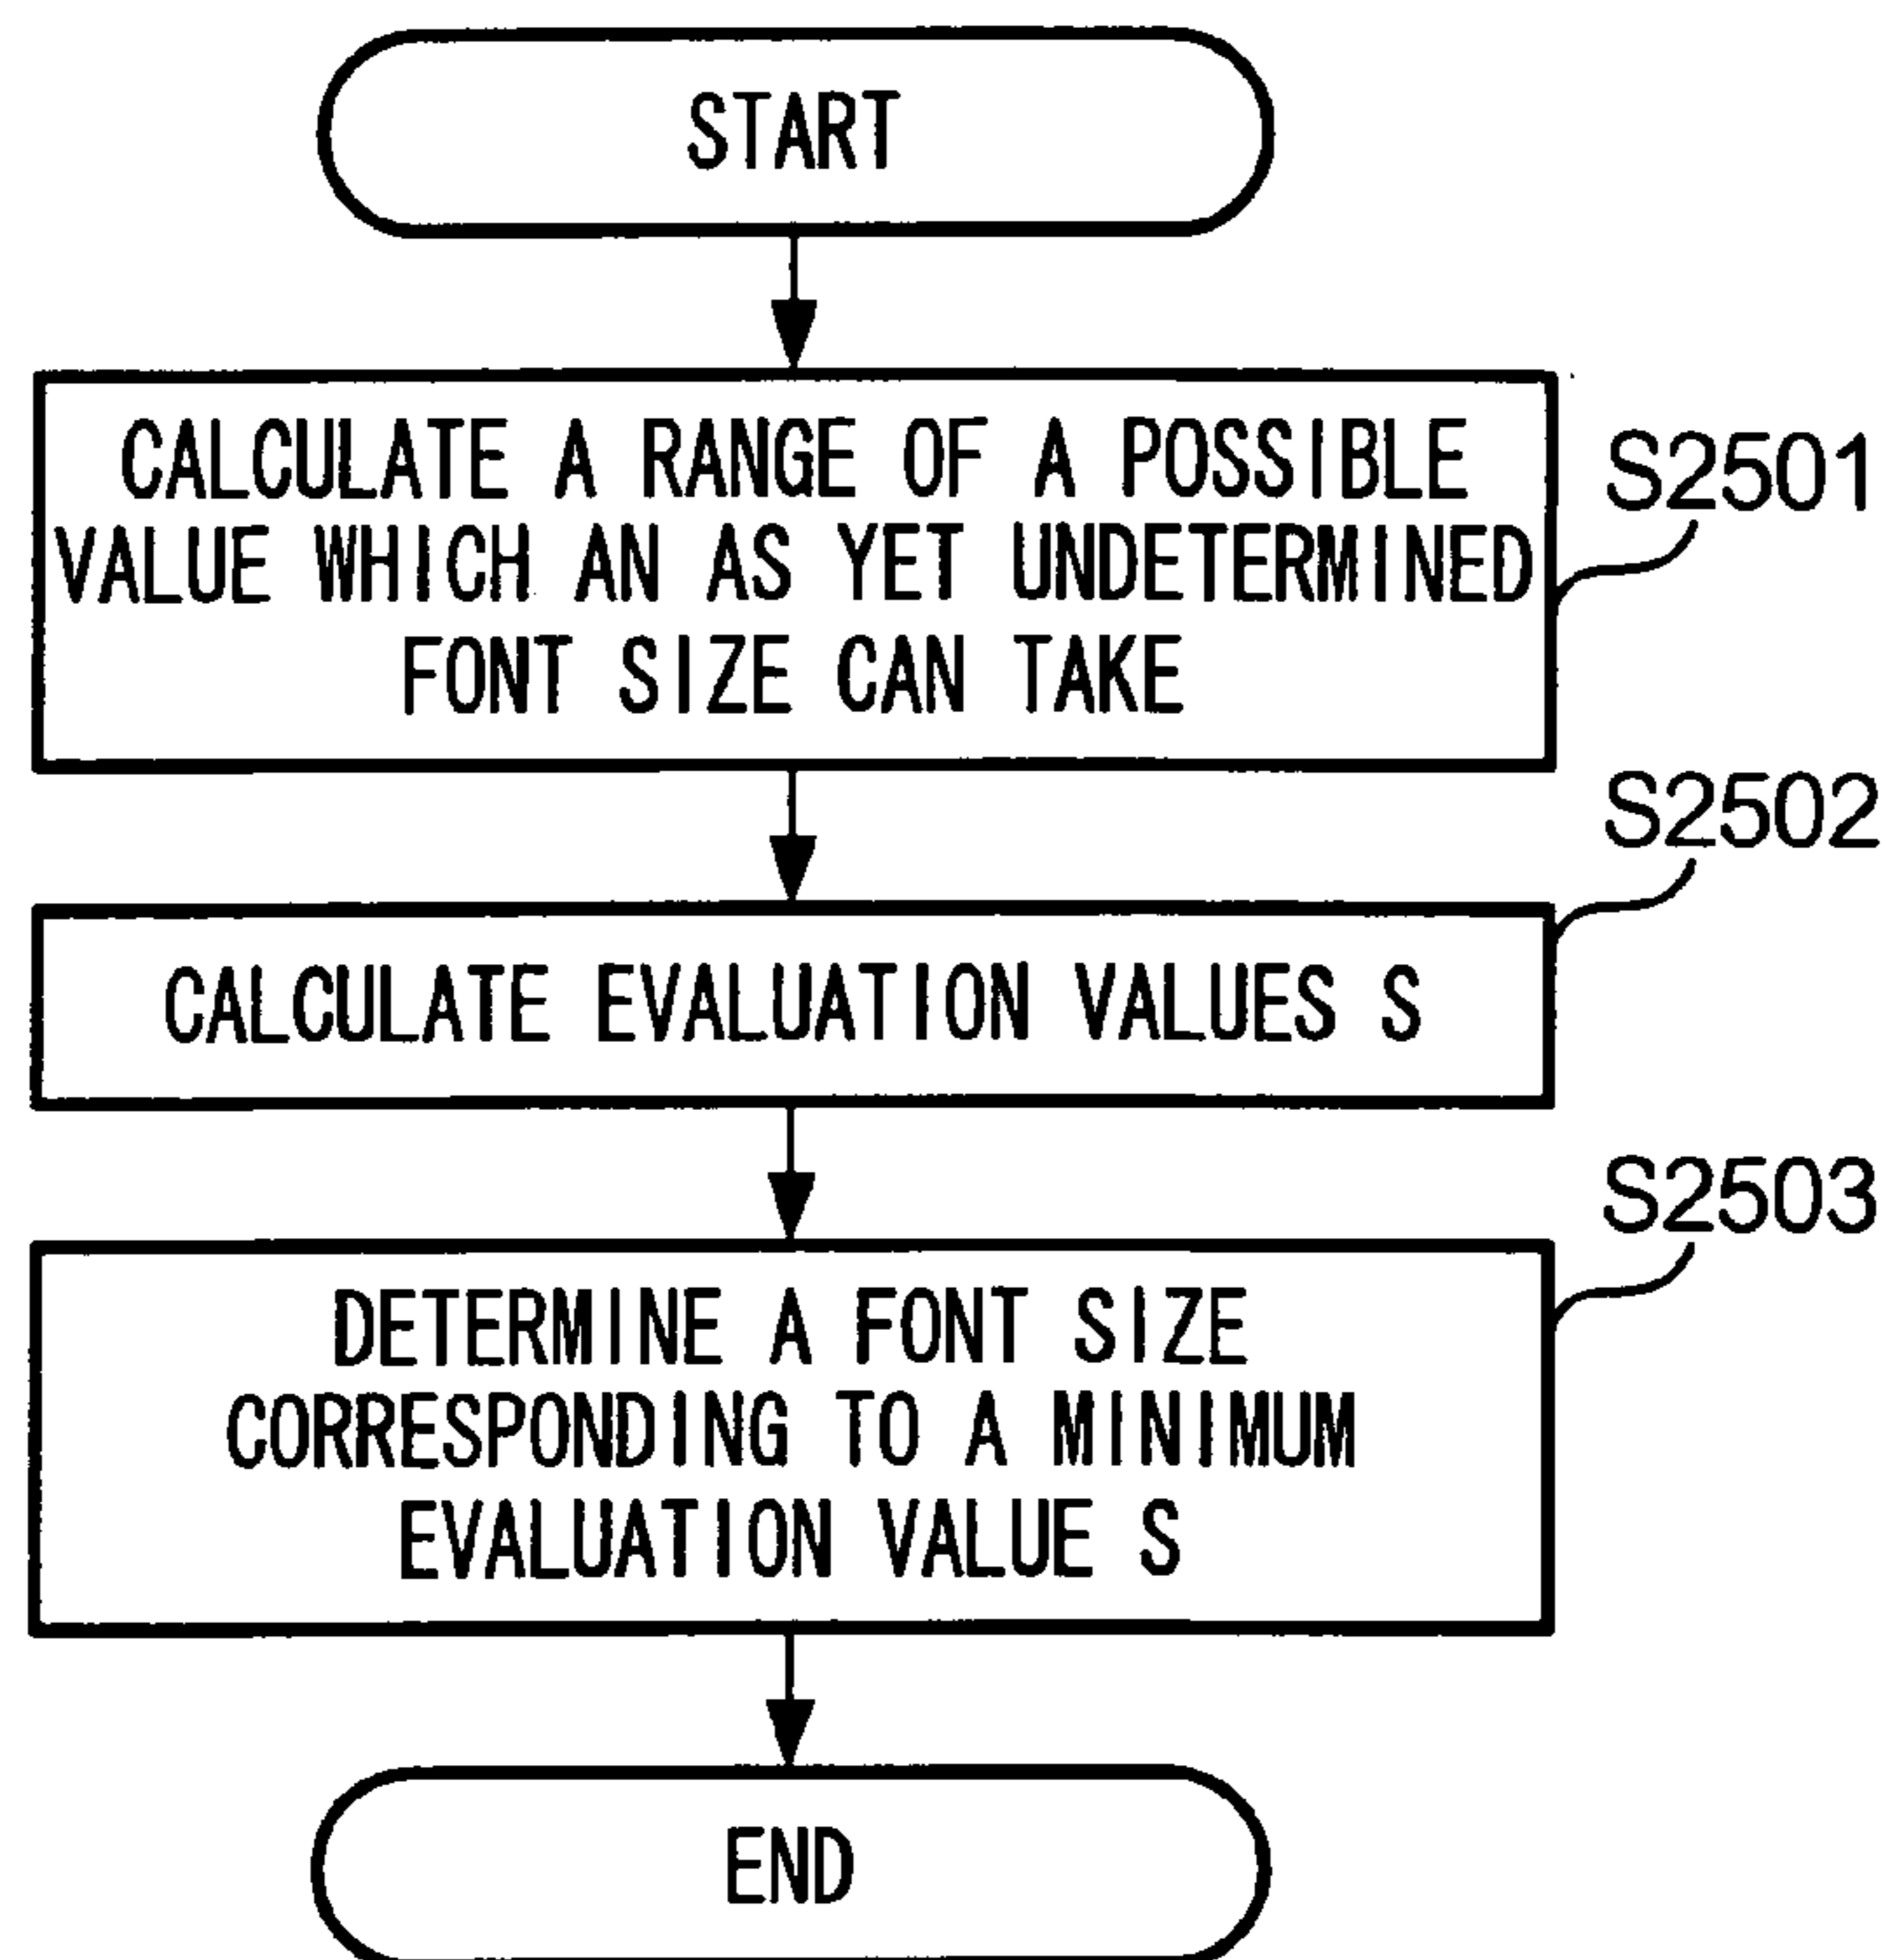 START
CALCULATE A RANGE OF A POSSIBLE
VALUE WHICH AN AS YET UNDETERMINED
FONT SIZE CAN TAKE
S2501
CALCULATE EVALUATION VALUES S
S2502
DETERMINE A FONT SIZE
CORRESPONDING TO A MINIMUM
EVALUATION VALUE S
S2503
END